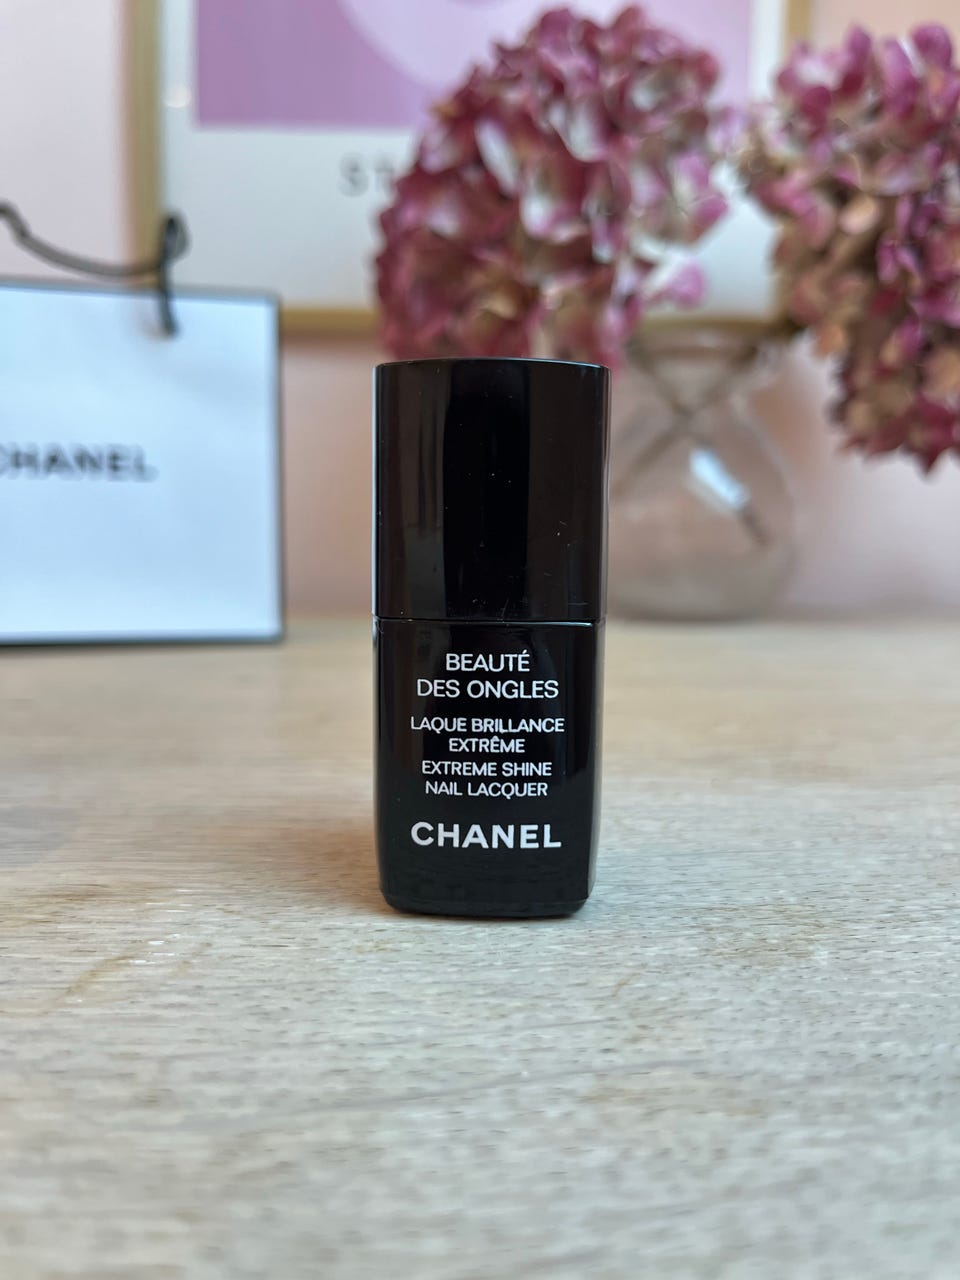 CHANEL
BEAUTÉ
DES ONGLES
LAQUE BRILLANCE
EXTRÊME
EXTREME SHINE
NAIL LACQUER
CHANEL